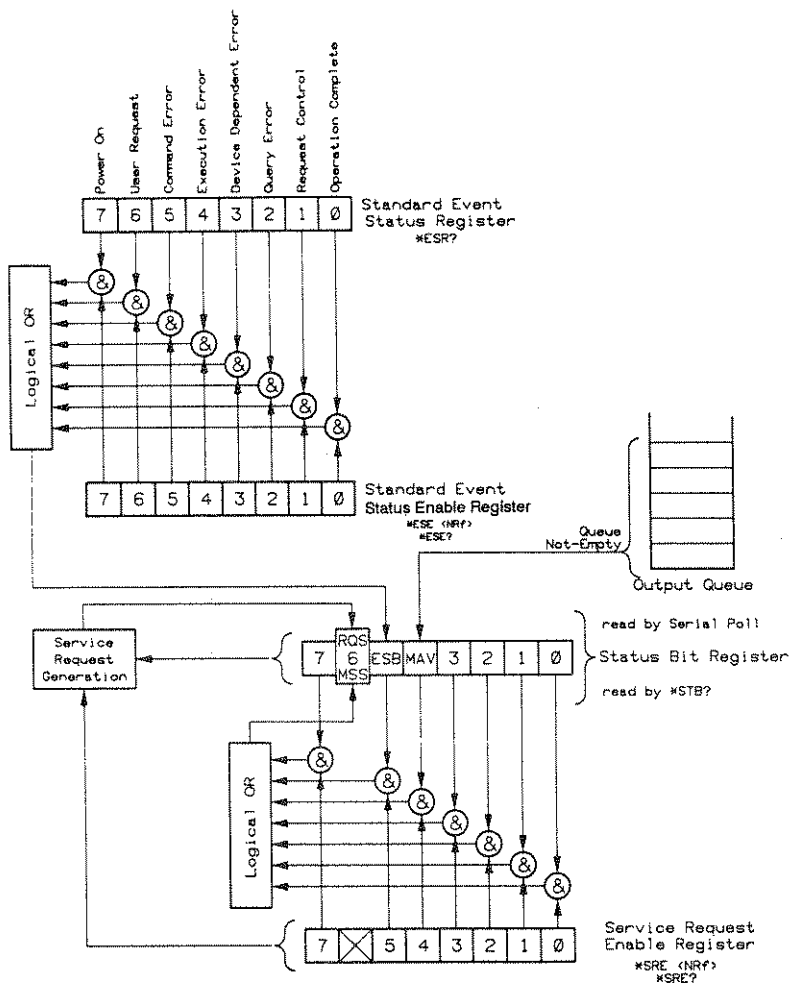 Power On
User Request
Command Error
Execution Error
Device Dependent Error
Query Error
Request Control
Operation Complete
7 6 5 4 3 2 1 Ø
Standard Event
Status Register
*ESR?
& & & & & & & &
Logical OR
7 6 5 4 3 2 1 Ø
Standard Event
Status Enable Register
*ESE <NRf>
*ESE?
Queue
Not-Empty
Output Queue
Service
Request
Generation
7 RQS 6 MSS ESB MAV 3 2 1 Ø
read by Serial Poll
Status Bit Register
read by *STB?
& & & & & & &
Logical OR
7 5 4 3 2 1 Ø
Service Request
Enable Register
*SRE <NRf>
*SRE?